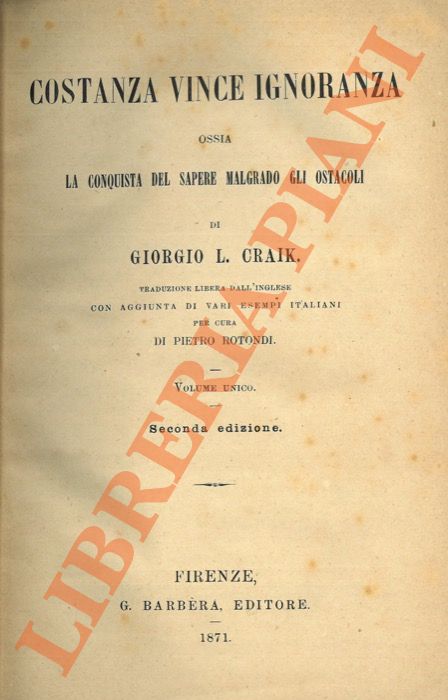 COSTANZA VINCE IGNORANZA
OSSIA
LA CONQUISTA DEL SAPERE MALGRADO GLI OSTACOLI
DI
GIORGIO L. CRAIK.
TRADUZIONE LIBERA DALL'INGLESE
CON AGGIUNTA DI VARI ESEMPI ITALIANI
PER CURA
DI PIETRO ROTONDI.
VOLUME UNICO.
Seconda edizione.
FIRENZE,
G. BARBÈRA, EDITORE.
1871.
LIBRERIA PIANI